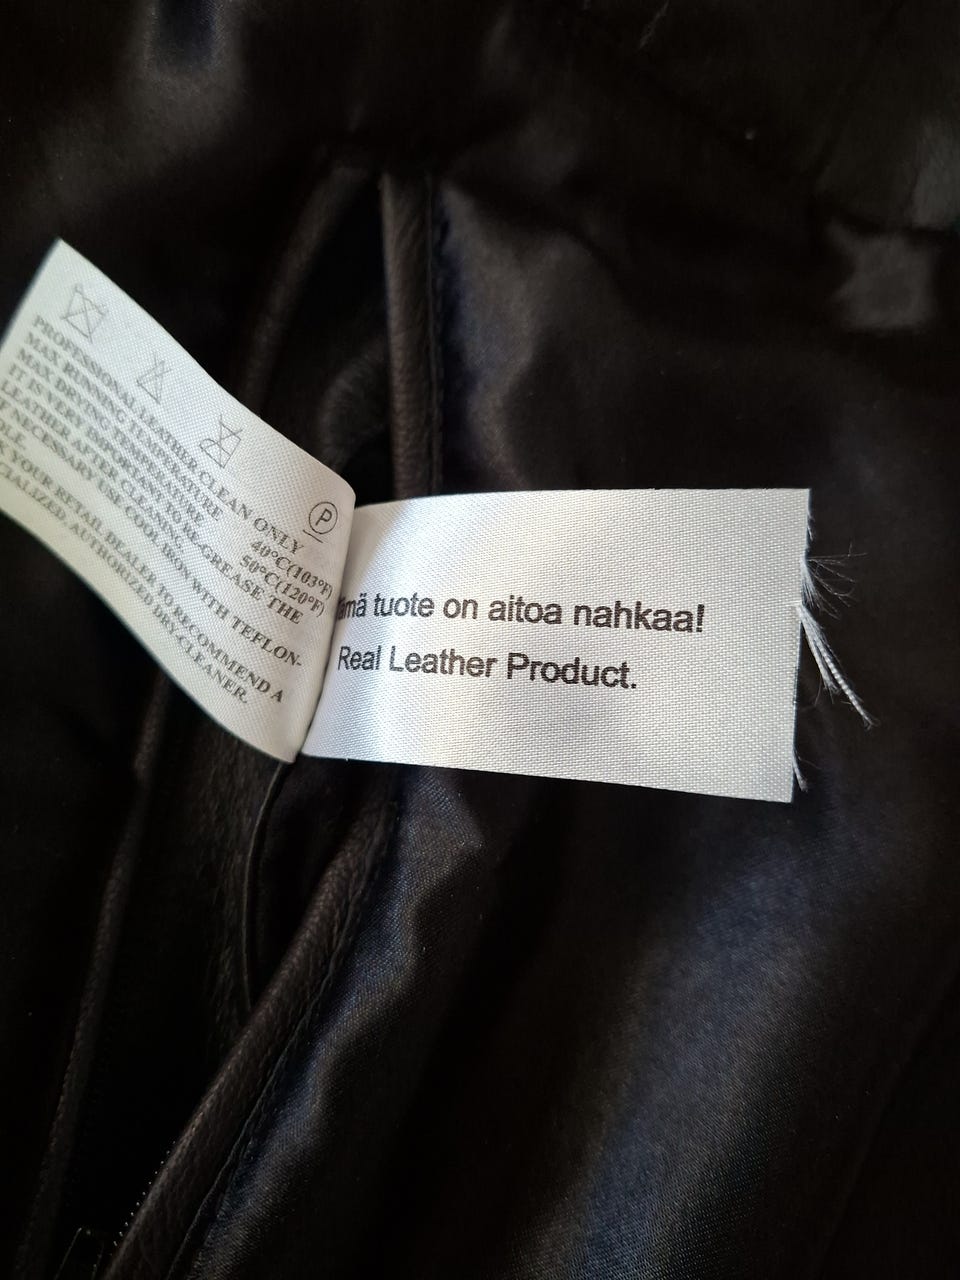 P
PROFESSIONAL LEATHER CLEAN ONLY
MAX. RUNNING TEMPERATURE 40°C(103°F)
MAX. DRYING TEMPERATURE 50°C(120°F)
IT IS VERY IMPORTANT TO RE-GREASE THE
LEATHER AFTER CLEANING.
NECESSARY USE COOL IRON WITH TEFLON-
YOUR RETAIL DEALER TO RECOMMEND A
AUTHORIZED DRY-CLEANER.
tuote on aitoa nahkaa!
Real Leather Product.